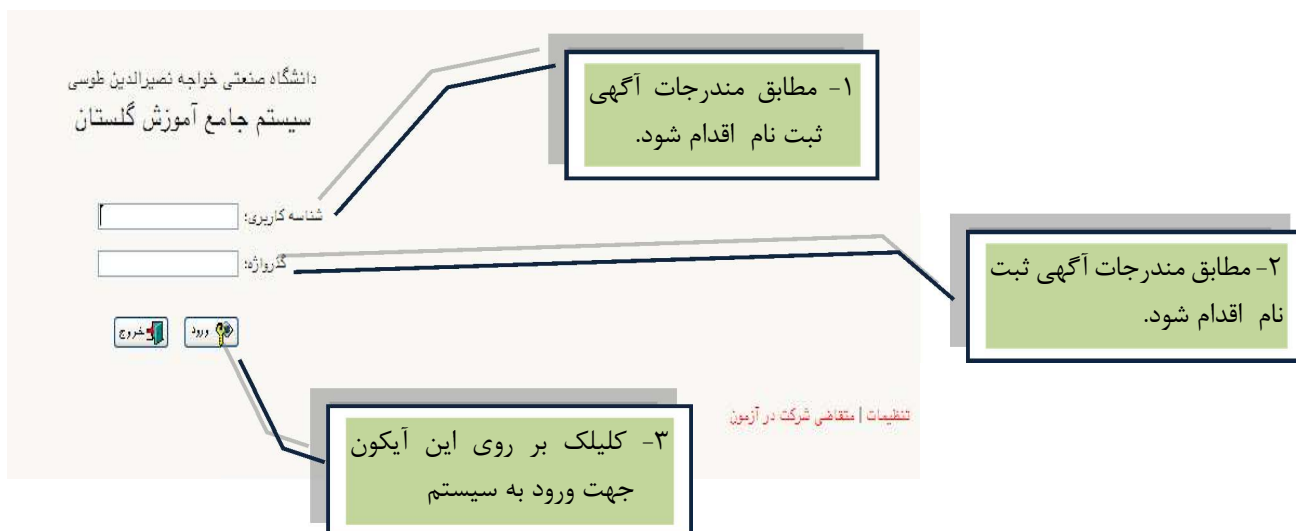 دانشگاه صنعتی خواجه نصیرالدین طوسی
سیستم جامع آموزش گلستان
۱- مطابق مندرجات آگهی
ثبت نام اقدام شود.
شناسه کاربری:
گذرواژه:
۲- مطابق مندرجات آگهی ثبت
نام اقدام شود.
ورود
خروج
تنظیمات | متقاضی شرکت در آزمون
۳- کلیلک بر روی این آیکون
جهت ورود به سیستم